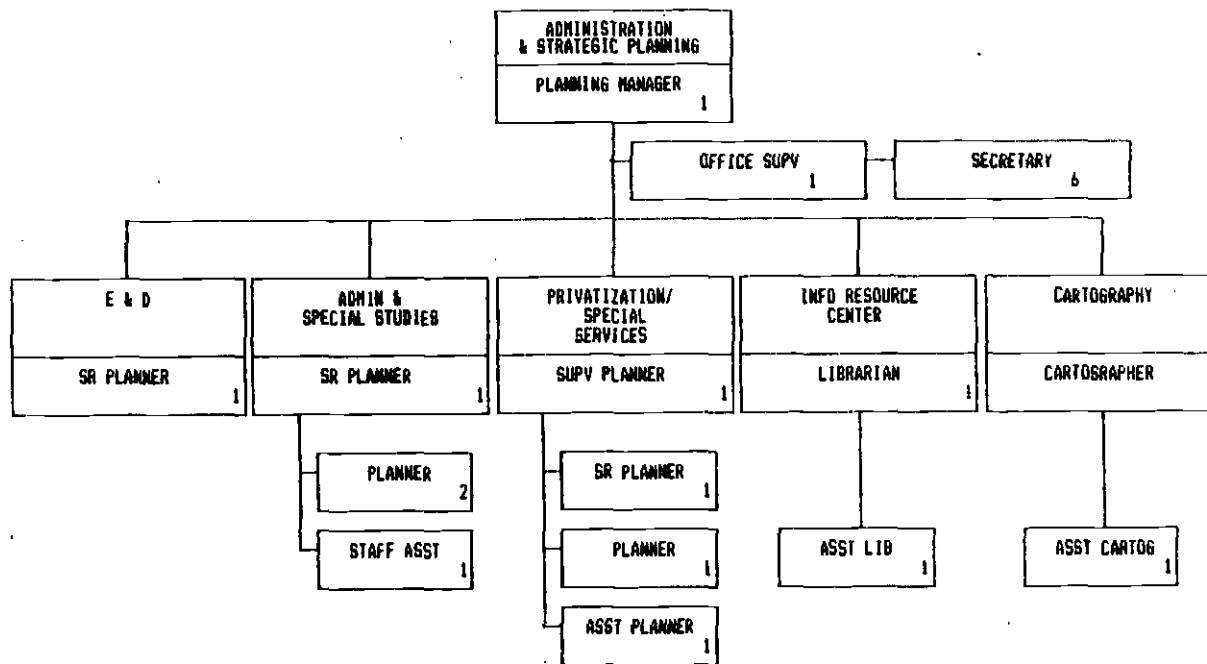 ADMINISTRATION
& STRATEGIC PLANNING
PLANNING MANAGER
1
OFFICE SUPV
1
SECRETARY
6
E & D
SR PLANNER
1
ADMIN &
SPECIAL STUDIES
SR PLANNER
1
PRIVATIZATION/
SPECIAL
SERVICES
SUPV PLANNER
1
INFO RESOURCE
CENTER
LIBRARIAN
1
CARTOGRAPHY
CARTOGRAPHER
PLANNER
2
STAFF ASST
1
SR PLANNER
1
PLANNER
1
ASST PLANNER
1
ASST LIB
1
ASST CARTOG
1